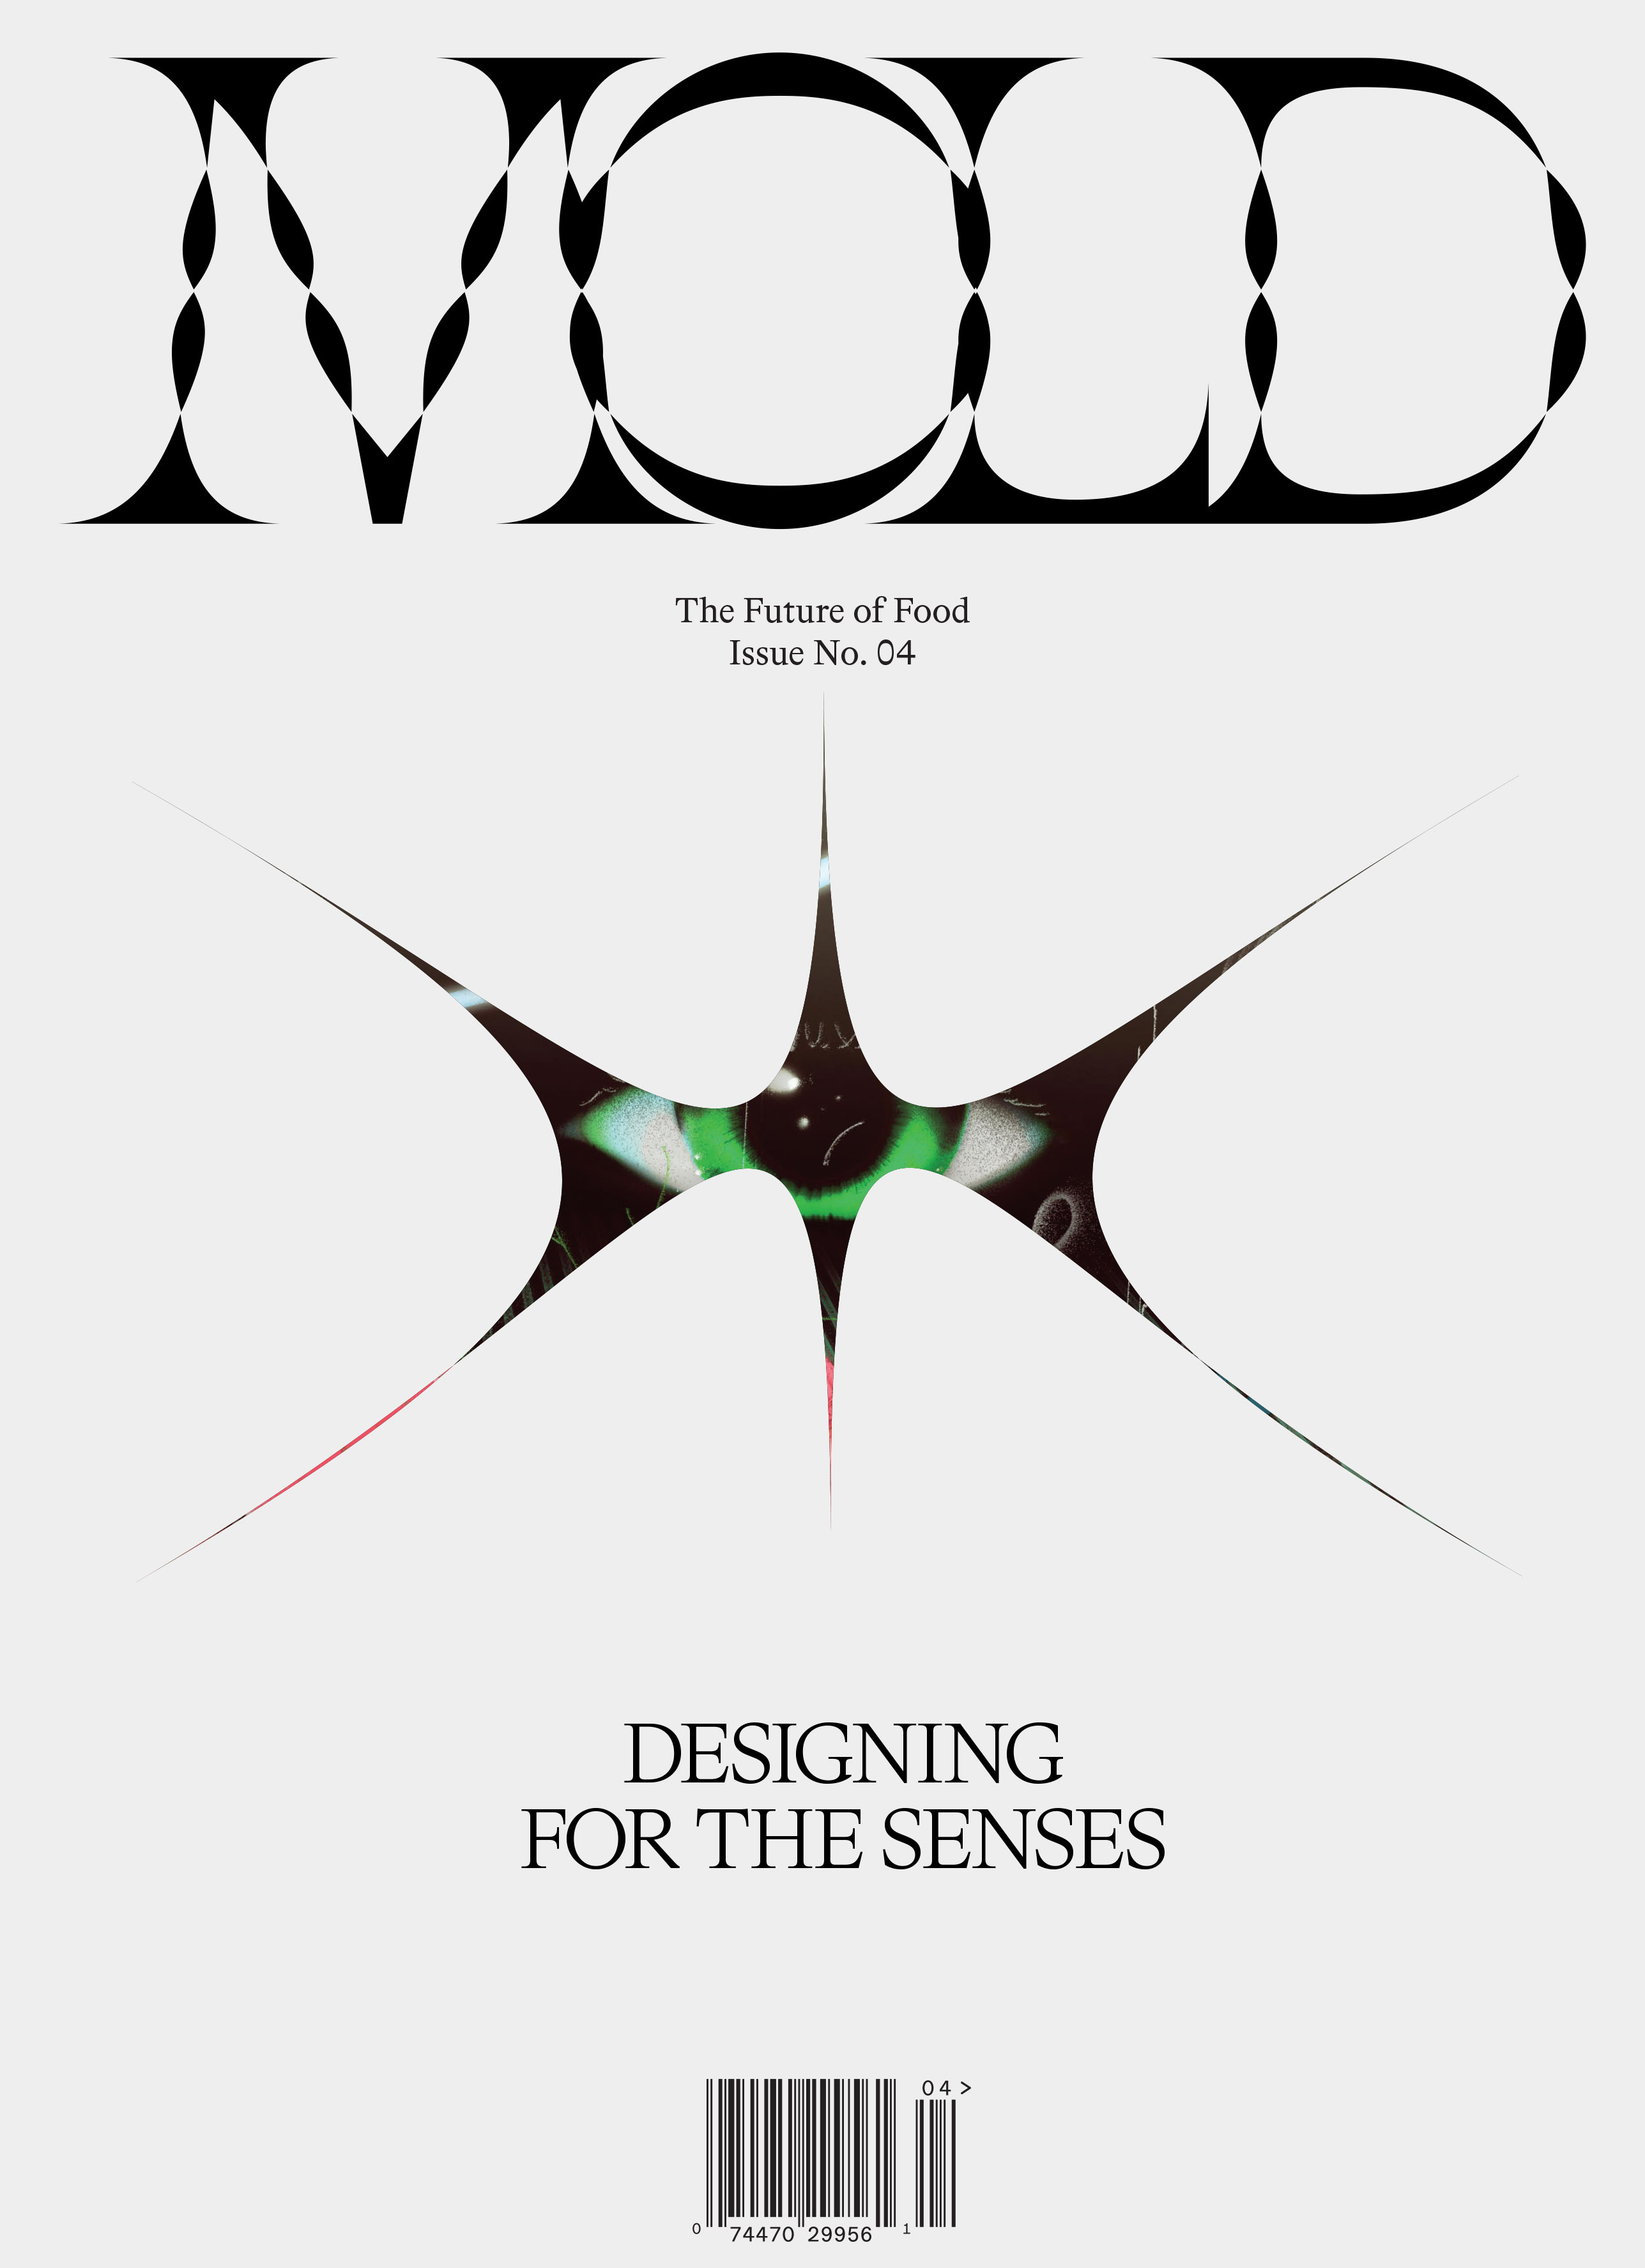 MOLD
The Future of Food
Issue No. 04
DESIGNING
FOR THE SENSES
04 >
0 74470 29956 1